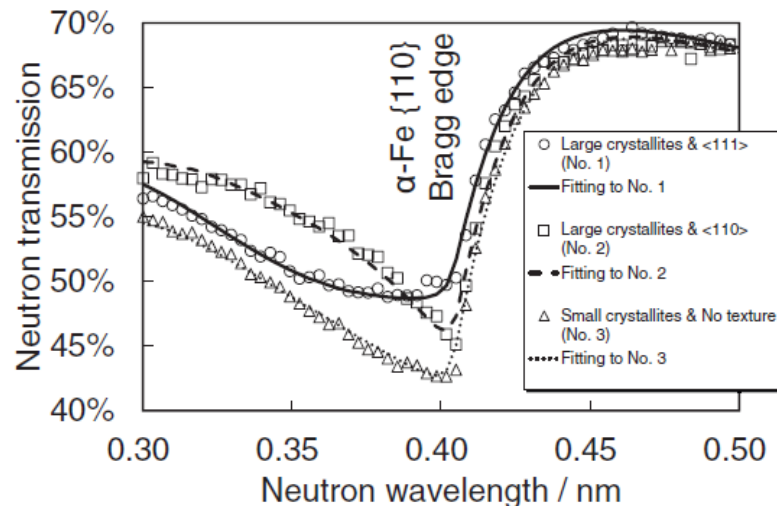 70%
65%
60%
55%
50%
45%
40%
Neutron transmission
α-Fe {110}
Bragg edge
Large crystallites & <111>
(No. 1)
Fitting to No. 1
Large crystallites & <110>
(No. 2)
Fitting to No. 2
Small crystallites & No texture
(No. 3)
Fitting to No. 3
0.30 0.35 0.40 0.45 0.50
Neutron wavelength / nm